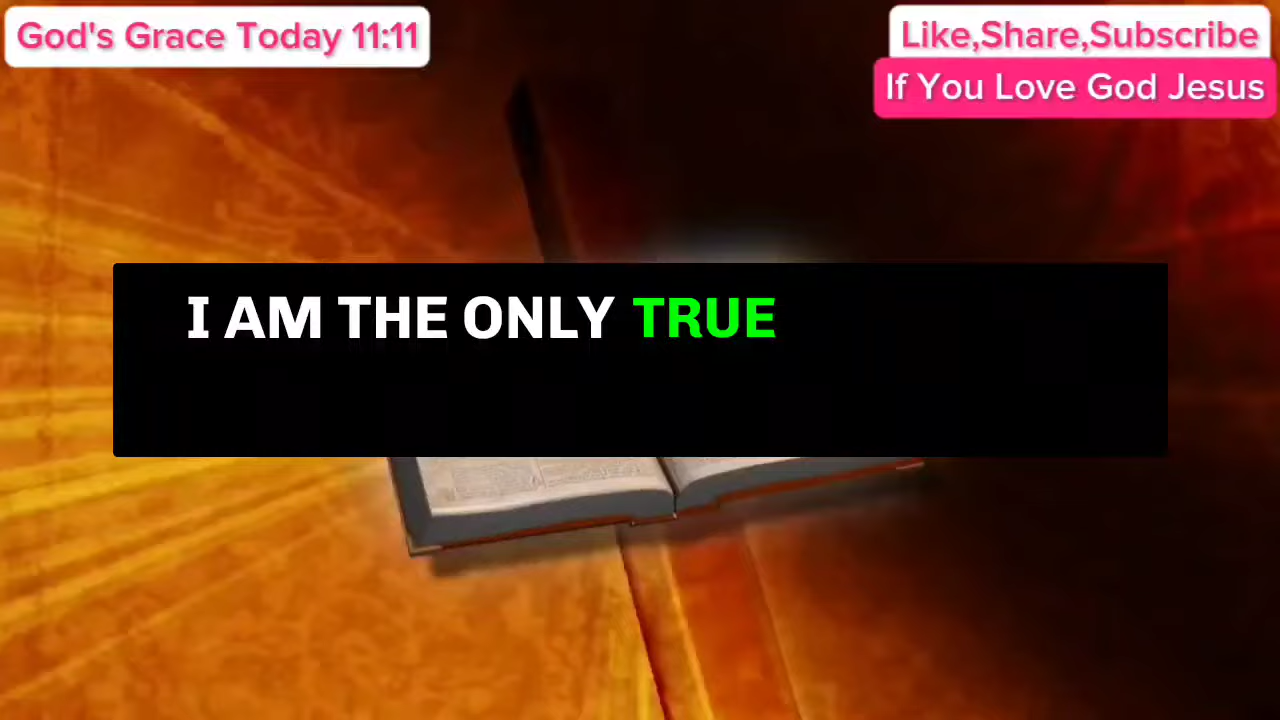 God's Grace Today 11:11
Like,Share,Subscribe
If You Love God Jesus
I AM THE ONLY TRUE